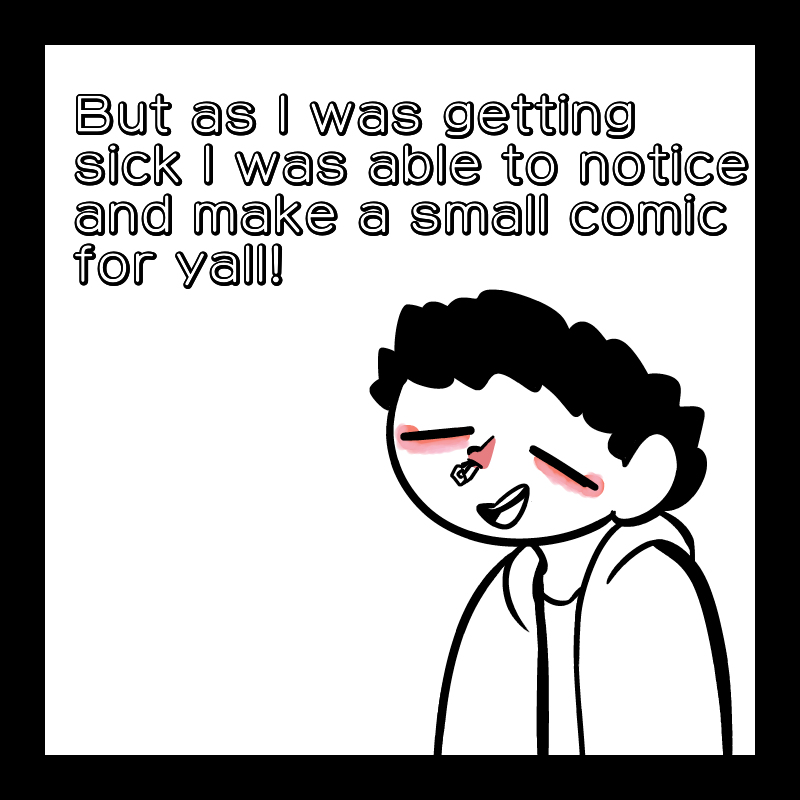 But as I was getting
sick I was able to notice
and make a small comic
for yall!